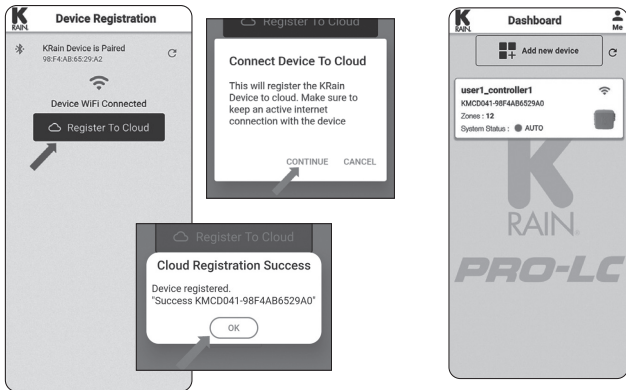 K
RAIN.
Device Registration
KRain Device is Paired
98:F4:AB:65:29:A2
Device WiFi Connected
Register To Cloud
Register To Cloud
Connect Device To Cloud
This will register the KRain
Device to cloud. Make sure to
keep an active internet
connection with the device
CONTINUE CANCEL
Register To Cloud
Cloud Registration Success
Device registered.
"Success KMCD041-98F4AB6529A0"
OK
K
RAIN.
Dashboard
Me
Add new device
user1_controller1
KMCD041-98F4AB6529A0
Zones : 12
System Status : AUTO
K
RAIN.
PRO-LC